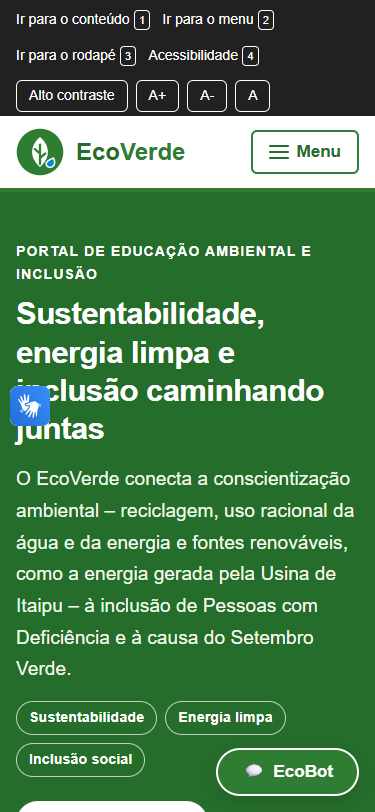 Ir para o conteúdo 1 Ir para o menu 2
Ir para o rodapé 3 Acessibilidade 4
Alto contraste A+ A- A
EcoVerde Menu
PORTAL DE EDUCAÇÃO AMBIENTAL E
INCLUSÃO
Sustentabilidade,
energia limpa e
inclusão caminhando
juntas
O EcoVerde conecta a conscientização
ambiental – reciclagem, uso racional da
água e da energia e fontes renováveis,
como a energia gerada pela Usina de
Itaipu – à inclusão de Pessoas com
Deficiência e à causa do Setembro
Verde.
Sustentabilidade Energia limpa
Inclusão social
EcoBot